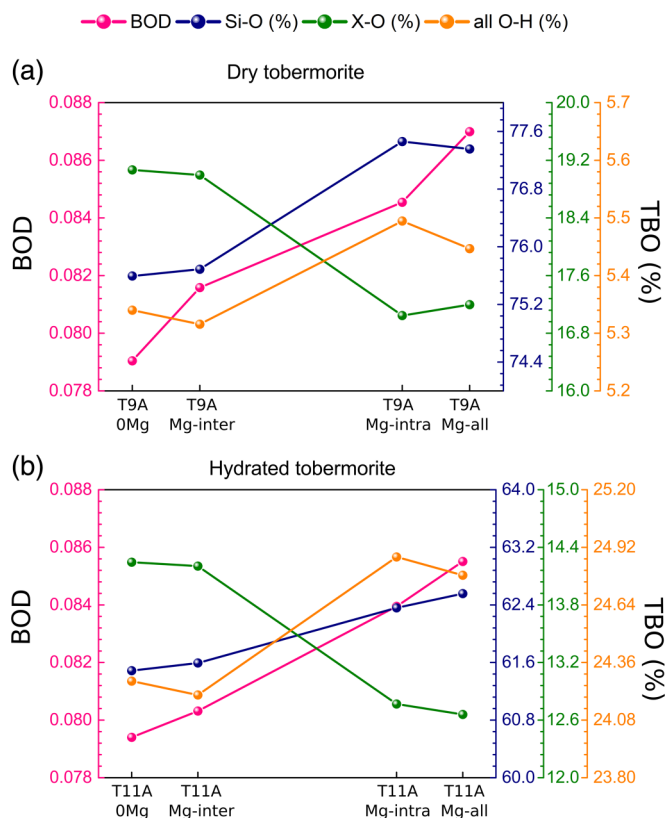 BOD Si-O (%) X-O (%) all O-H (%)
(a) Dry tobermorite
0.088 20.0 5.7
77.6
0.086 19.2 5.6
76.8
0.084 18.4 5.5
76.0
0.082 17.6 5.4
75.2
0.080 16.8 5.3
74.4
0.078 16.0 5.2
BOD
TBO (%)
T9A T9A T9A T9A
0Mg Mg-inter Mg-intra Mg-all
(b) Hydrated tobermorite
0.088 64.0 15.0 25.20
0.086 63.2 14.4 24.92
0.084 62.4 13.8 24.64
0.082 61.6 13.2 24.36
0.080 60.8 12.6 24.08
0.078 60.0 12.0 23.80
BOD
TBO (%)
T11A T11A T11A T11A
0Mg Mg-inter Mg-intra Mg-all